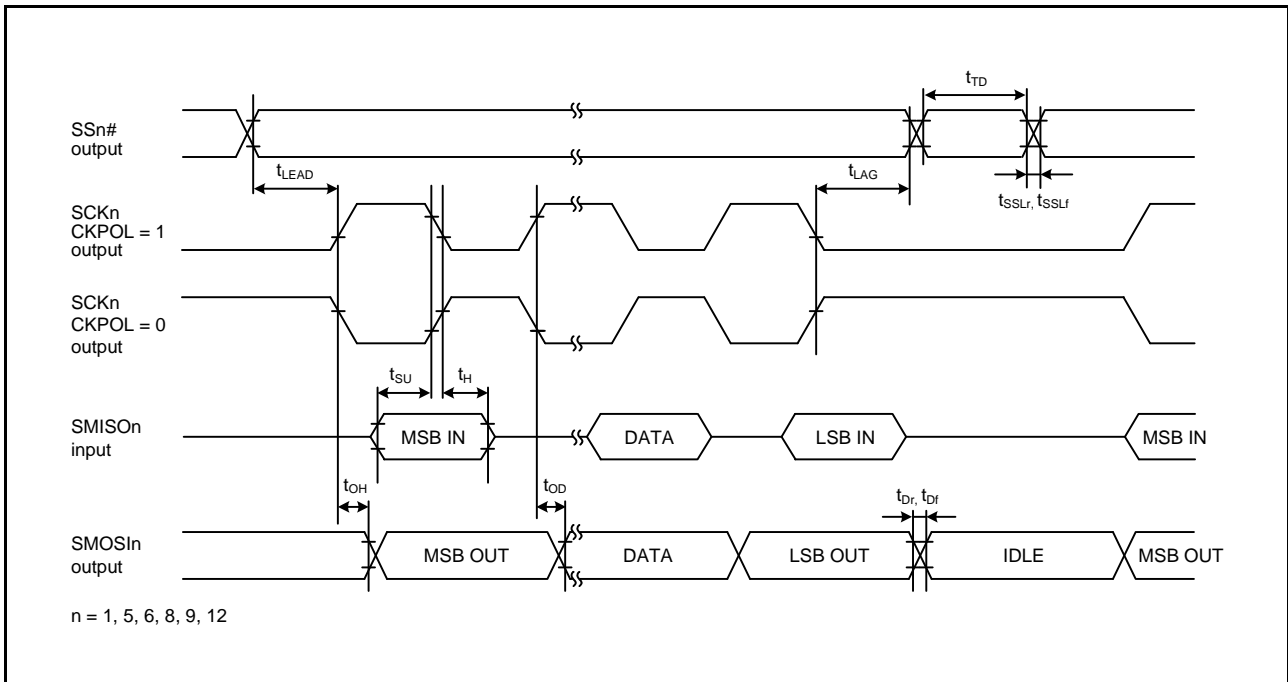 tTD
SSn#
output
tLEAD
tLAG
tSSLr, tSSLf
SCKn
CKPOL = 1
output
SCKn
CKPOL = 0
output
tSU
tH
SMISOn
input
MSB IN
DATA
LSB IN
MSB IN
tOH
tOD
tDr, tDf
SMOSIn
output
MSB OUT
DATA
LSB OUT
IDLE
MSB OUT
n = 1, 5, 6, 8, 9, 12